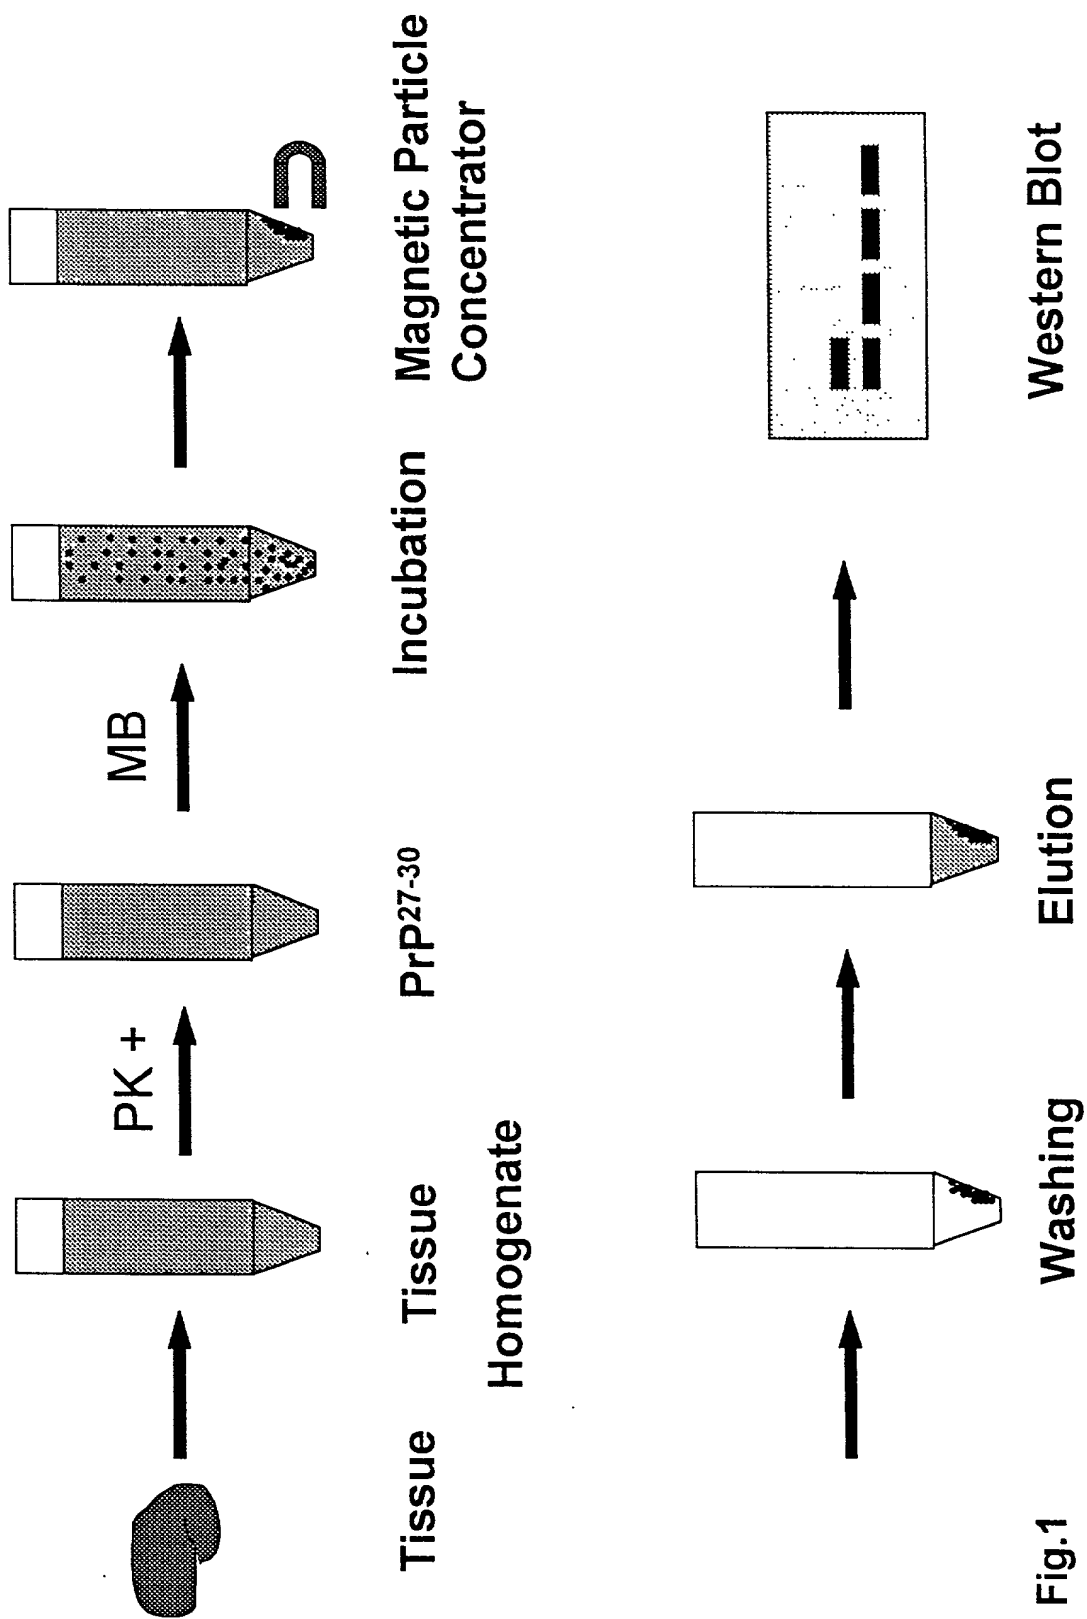 PK +
MB
Tissue
Tissue
Homogenate
PrP27-30
Incubation
Magnetic Particle
Concentrator
Fig.1
Washing
Elution
Western Blot